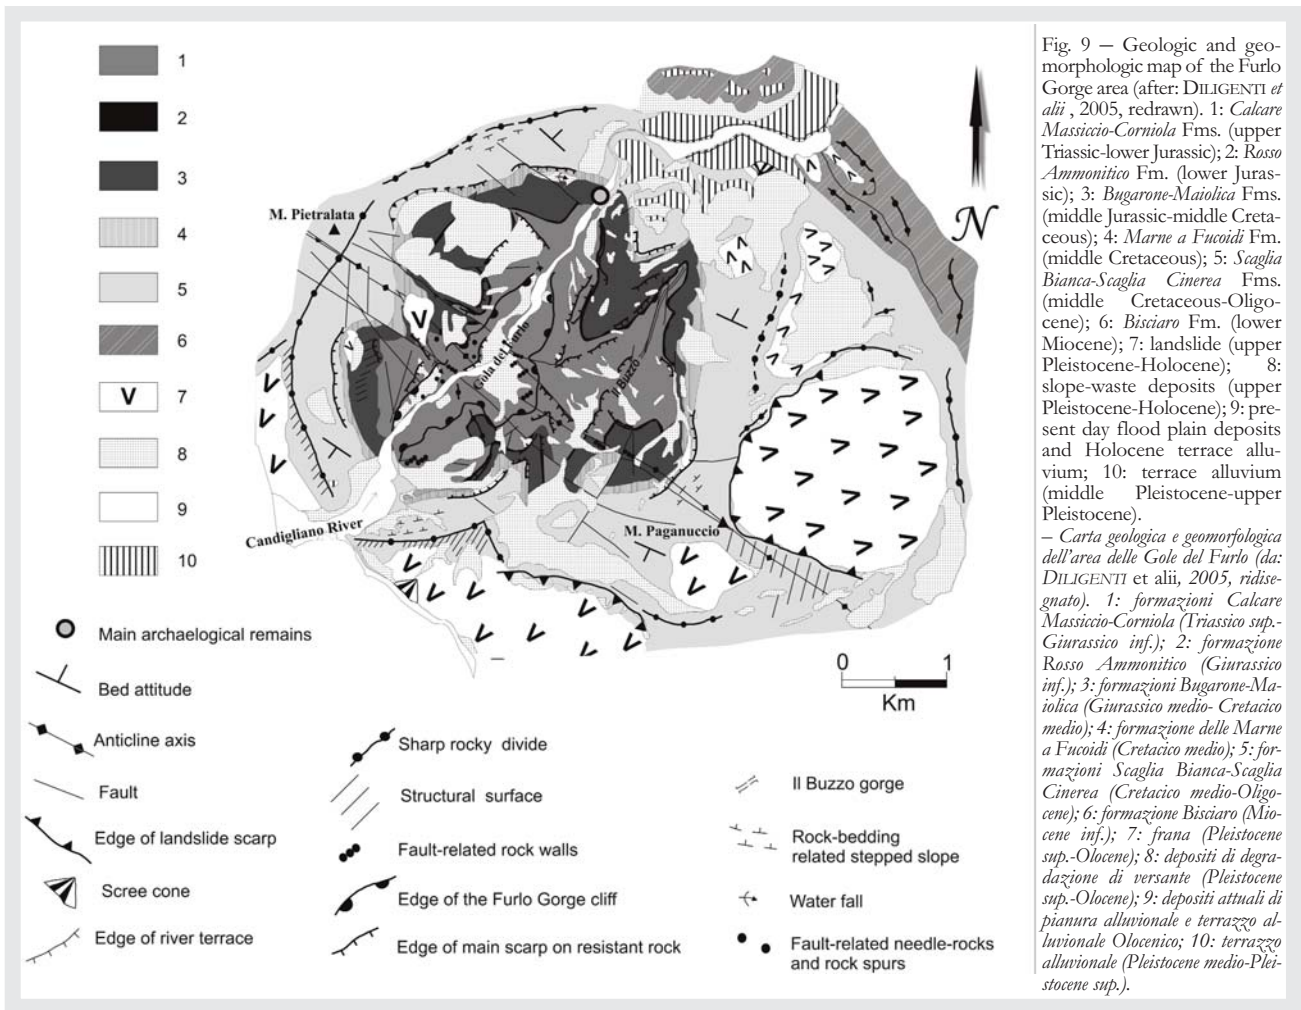 1
2
3
4
5
6
7
8
9
10
M. Pietralata
Gola del Furlo
Buzzo
Candigliano River
M. Paganuccio
N
0 1
Km
Main archaelogical remains
Bed attitude
Anticline axis
Fault
Edge of landslide scarp
Scree cone
Edge of river terrace
Sharp rocky divide
Structural surface
Fault-related rock walls
Edge of the Furlo Gorge cliff
Edge of main scarp on resistant rock
Il Buzzo gorge
Rock-bedding
related stepped slope
Water fall
Fault-related needle-rocks
and rock spurs
Fig. 9 — Geologic and geo-
morphologic map of the Furlo
Gorge area (after: DILIGENTI et
alii , 2005, redrawn). 1: Calcare
Massiccio-Corniola Fms. (upper
Triassic-lower Jurassic); 2: Rosso
Ammonitico Fm. (lower Juras-
sic); 3: Bugarone-Maiolica Fms.
(middle Jurassic-middle Creta-
ceous); 4: Marne a Fucoidi Fm.
(middle Cretaceous); 5: Scaglia
Bianca-Scaglia Cinerea Fms.
(middle Cretaceous-Oligo-
cene); 6: Bisciaro Fm. (lower
Miocene); 7: landslide (upper
Pleistocene-Holocene); 8:
slope-waste deposits (upper
Pleistocene-Holocene); 9: pre-
sent day flood plain deposits
and Holocene terrace allu-
vium; 10: terrace alluvium
(middle Pleistocene-upper
Pleistocene).
– Carta geologica e geomorfologica
dell'area delle Gole del Furlo (da:
DILIGENTI et alii, 2005, ridise-
gnato). 1: formazioni Calcare
Massiccio-Corniola (Triassico sup.-
Giurassico inf.); 2: formazione
Rosso Ammonitico (Giurassico
inf.); 3: formazioni Bugarone-Ma-
iolica (Giurassico medio- Cretacico
medio); 4: formazione delle Marne
a Fucoidi (Cretacico medio); 5: for-
mazioni Scaglia Bianca-Scaglia
Cinerea (Cretacico medio-Oligo-
cene); 6: formazione Bisciaro (Mio-
cene inf.); 7: frana (Pleistocene
sup.-Olocene); 8: depositi di degra-
dazione di versante (Pleistocene
sup.-Olocene); 9: depositi attuali di
pianura alluvionale e terrazzo al-
luvionale Olocenico; 10: terrazzo
alluvionale (Pleistocene medio-Plei-
stocene sup.).